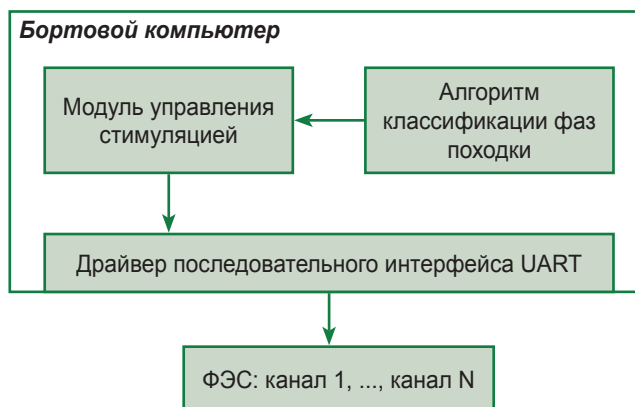 Бортовой компьютер
Модуль управления
стимуляцией
Алгоритм
классификации фаз
походки
Драйвер последовательного интерфейса UART
ФЭС: канал 1, ..., канал N